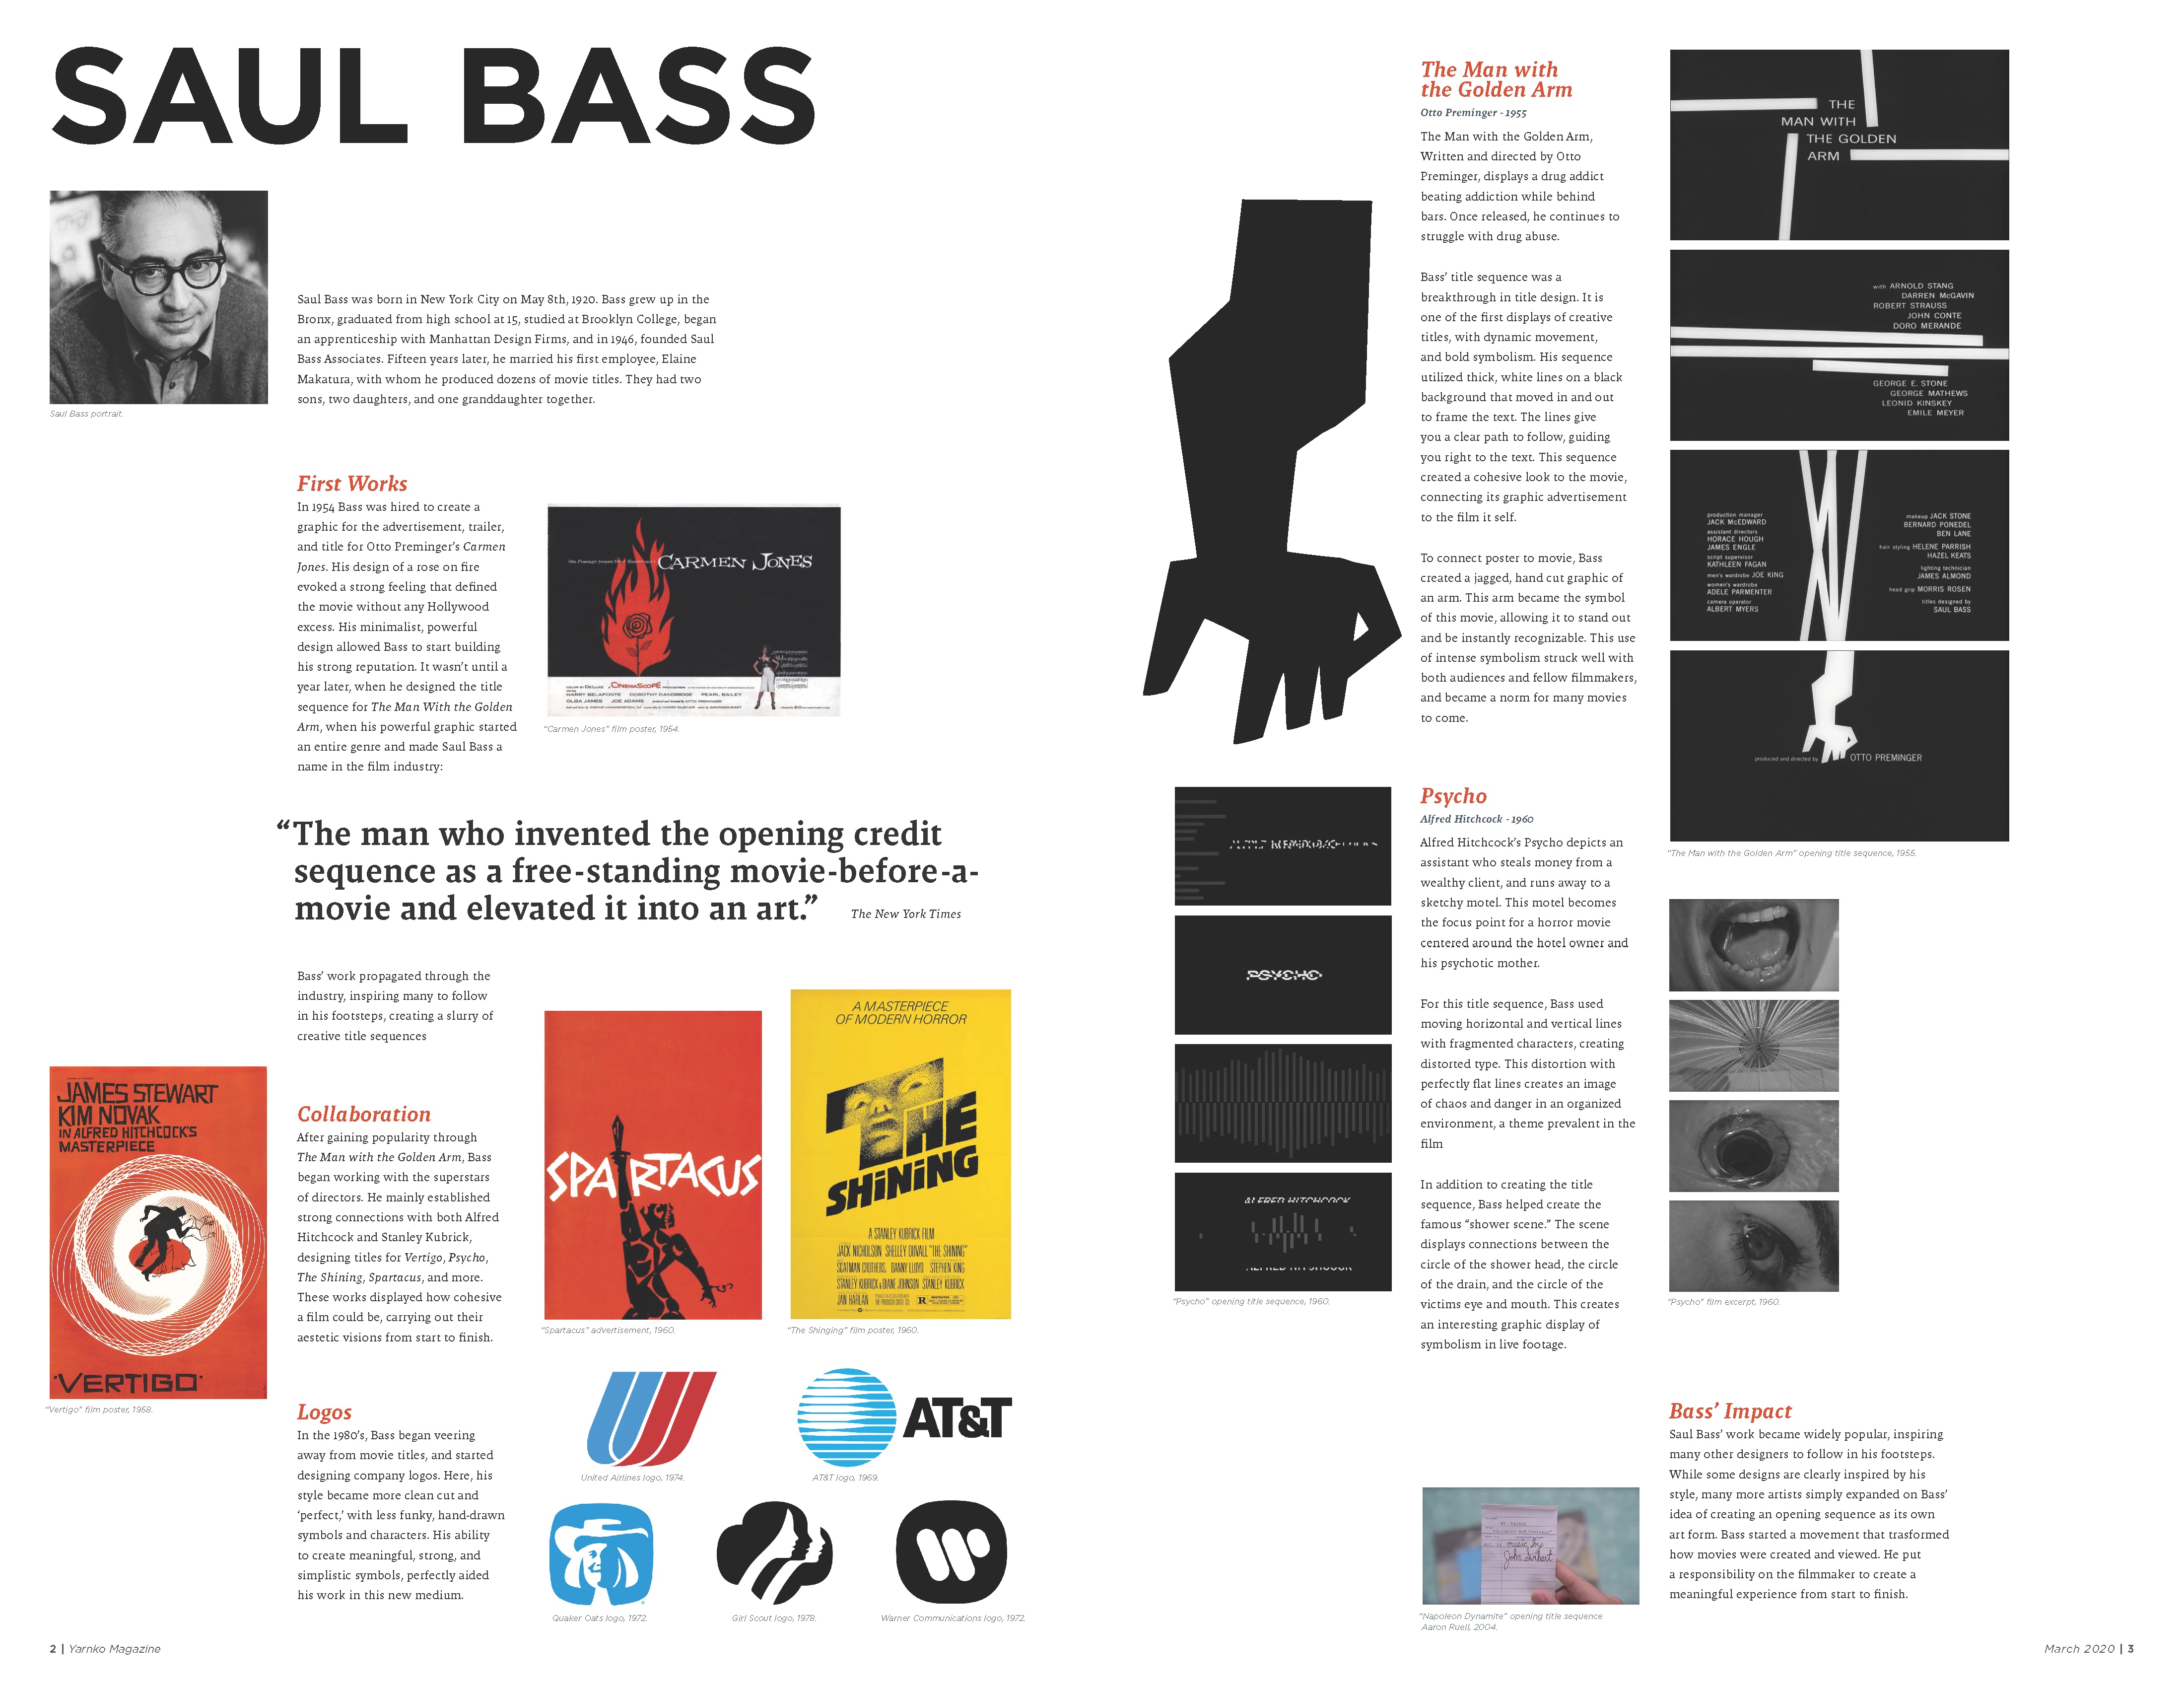 SAUL BASS
Saul Bass portrait.
Saul Bass was born in New York City on May 8th, 1920. Bass grew up in the
Bronx, graduated from high school at 15, studied at Brooklyn College, began
an apprenticeship with Manhattan Design Firms, and in 1946, founded Saul
Bass Associates. Fifteen years later, he married his first employee, Elaine
Makatura, with whom he produced dozens of movie titles. They had two
sons, two daughters, and one granddaughter together.
First Works
In 1954 Bass was hired to create a
graphic for the advertisement, trailer,
and title for Otto Preminger's Carmen
Jones. His design of a rose on fire
evoked a strong feeling that defined
the movie without any Hollywood
excess. His minimalist, powerful
design allowed Bass to start building
his strong reputation. It wasn't until a
year later, when he designed the title
sequence for The Man With the Golden
Arm, when his powerful graphic started
an entire genre and made Saul Bass a
name in the film industry:
CARMEN JONES
COLOR BY DE LUXE CINEMASCOPE PRODUCTION
HARRY BELAFONTE DOROTHY DANDRIDGE PEARL BAILEY
OLGA JAMES JOE ADAMS produced and directed by OTTO PREMINGER
"Carmen Jones" film poster, 1954.
"The man who invented the opening credit
sequence as a free-standing movie-before-a-
movie and elevated it into an art."
The New York Times
Bass' work propagated through the
industry, inspiring many to follow
in his footsteps, creating a slurry of
creative title sequences
JAMES STEWART
KIM NOVAK
IN ALFRED HITCHCOCK'S
MASTERPIECE
'VERTIGO'
"Vertigo" film poster, 1958.
Collaboration
After gaining popularity through
The Man with the Golden Arm, Bass
began working with the superstars
of directors. He mainly established
strong connections with both Alfred
Hitchcock and Stanley Kubrick,
designing titles for Vertigo, Psycho,
The Shining, Spartacus, and more.
These works displayed how cohesive
a film could be, carrying out their
aestetic visions from start to finish.
SPARTACUS
"Spartacus" advertisement, 1960.
A MASTERPIECE
OF MODERN HORROR
THE
SHiNiNG
A STANLEY KUBRICK FILM
JACK NICHOLSON SHELLEY DUVALL "THE SHINING"
SCATMAN CROTHERS, DANNY LLOYD STEPHEN KING
STANLEY KUBRICK & DIANE JOHNSON STANLEY KUBRICK
JAN HARLAN
R
"The Shinging" film poster, 1960.
Logos
In the 1980's, Bass began veering
away from movie titles, and started
designing company logos. Here, his
style became more clean cut and
'perfect,' with less funky, hand-drawn
symbols and characters. His ability
to create meaningful, strong, and
simplistic symbols, perfectly aided
his work in this new medium.
United Airlines logo, 1974.
AT&T
AT&T logo, 1969.
Quaker Oats logo, 1972.
Girl Scout logo, 1978.
Warner Communications logo, 1972.
2 | Yarnko Magazine
The Man with
the Golden Arm
Otto Preminger - 1955
The Man with the Golden Arm,
Written and directed by Otto
Preminger, displays a drug addict
beating addiction while behind
bars. Once released, he continues to
struggle with drug abuse.
Bass' title sequence was a
breakthrough in title design. It is
one of the first displays of creative
titles, with dynamic movement,
and bold symbolism. His sequence
utilized thick, white lines on a black
background that moved in and out
to frame the text. The lines give
you a clear path to follow, guiding
you right to the text. This sequence
created a cohesive look to the movie,
connecting its graphic advertisement
to the film it self.
To connect poster to movie, Bass
created a jagged, hand cut graphic of
an arm. This arm became the symbol
of this movie, allowing it to stand out
and be instantly recognizable. This use
of intense symbolism struck well with
both audiences and fellow filmmakers,
and became a norm for many movies
to come.
THE
MAN WITH
THE GOLDEN
ARM
with ARNOLD STANG
DARREN McGAVIN
ROBERT STRAUSS
JOHN CONTE
DORO MERANDE
GEORGE E. STONE
GEORGE MATHEWS
LEONID KINSKEY
EMILE MEYER
production manager
JACK McEDWARD
assistant directors
HORACE HOUGH
JAMES ENGLE
script supervisor
KATHLEEN FAGAN
men's wardrobe JOE KING
women's wardrobe
ADELE PARMENTER
camera operator
ALBERT MYERS
makeup JACK STONE
BERNARD PONEDEL
BEN LANE
hair styling HELENE PARRISH
HAZEL KEATS
lighting technician
JAMES ALMOND
head grip MORRIS ROSEN
titles designed by
SAUL BASS
produced and directed by OTTO PREMINGER
"The Man with the Golden Arm" opening title sequence, 1955.
Psycho
Alfred Hitchcock - 1960
Alfred Hitchcock's Psycho depicts an
assistant who steals money from a
wealthy client, and runs away to a
sketchy motel. This motel becomes
the focus point for a horror movie
centered around the hotel owner and
his psychotic mother.
For this title sequence, Bass used
moving horizontal and vertical lines
with fragmented characters, creating
distorted type. This distortion with
perfectly flat lines creates an image
of chaos and danger in an organized
environment, a theme prevalent in the
film
In addition to creating the title
sequence, Bass helped create the
famous "shower scene." The scene
displays connections between the
circle of the shower head, the circle
of the drain, and the circle of the
victims eye and mouth. This creates
an interesting graphic display of
symbolism in live footage.
PSYCHO
ALFRED HITCHCOCK
"Psycho" opening title sequence, 1960.
"Psycho" film excerpt, 1960.
Bass' Impact
Saul Bass' work became widely popular, inspiring
many other designers to follow in his footsteps.
While some designs are clearly inspired by his
style, many more artists simply expanded on Bass'
idea of creating an opening sequence as its own
art form. Bass started a movement that trasformed
how movies were created and viewed. He put
a responsibility on the filmmaker to create a
meaningful experience from start to finish.
music by
"Napoleon Dynamite" opening title sequence
Aaron Ruell, 2004.
March 2020 | 3